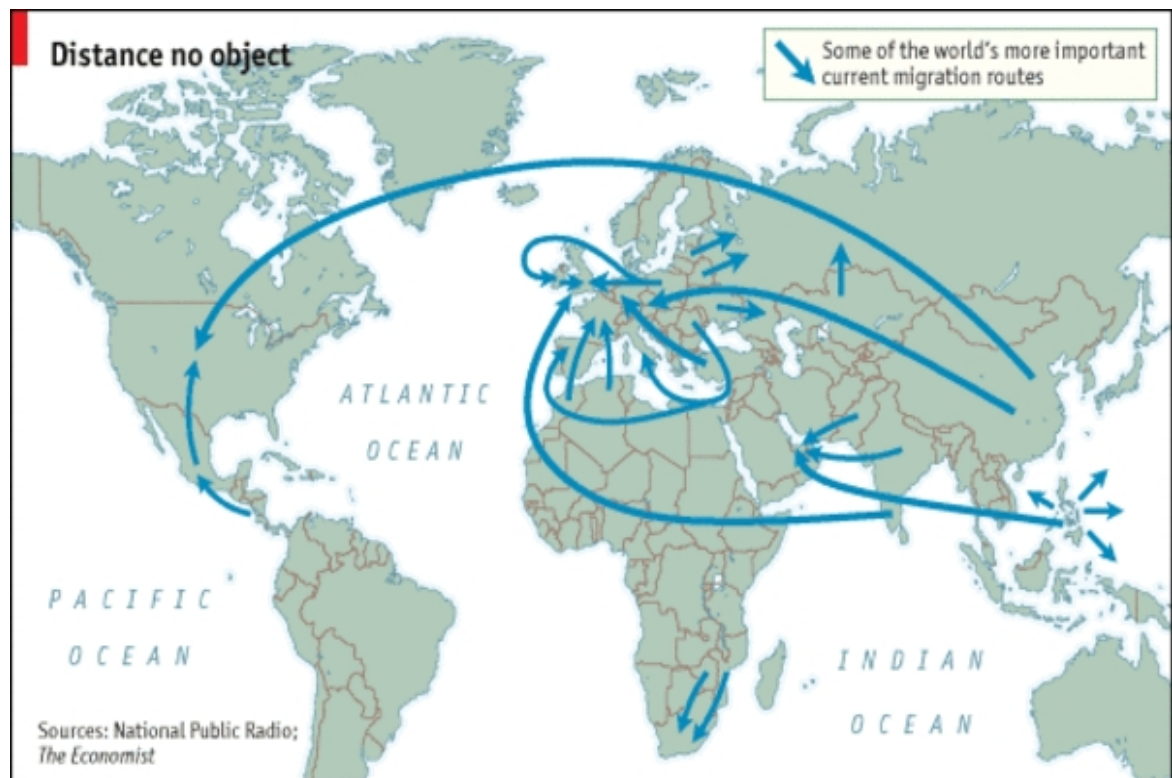 Distance no object
Some of the world's more important
current migration routes
ATLANTIC
OCEAN
PACIFIC
OCEAN
INDIAN
OCEAN
Sources: National Public Radio;
The Economist